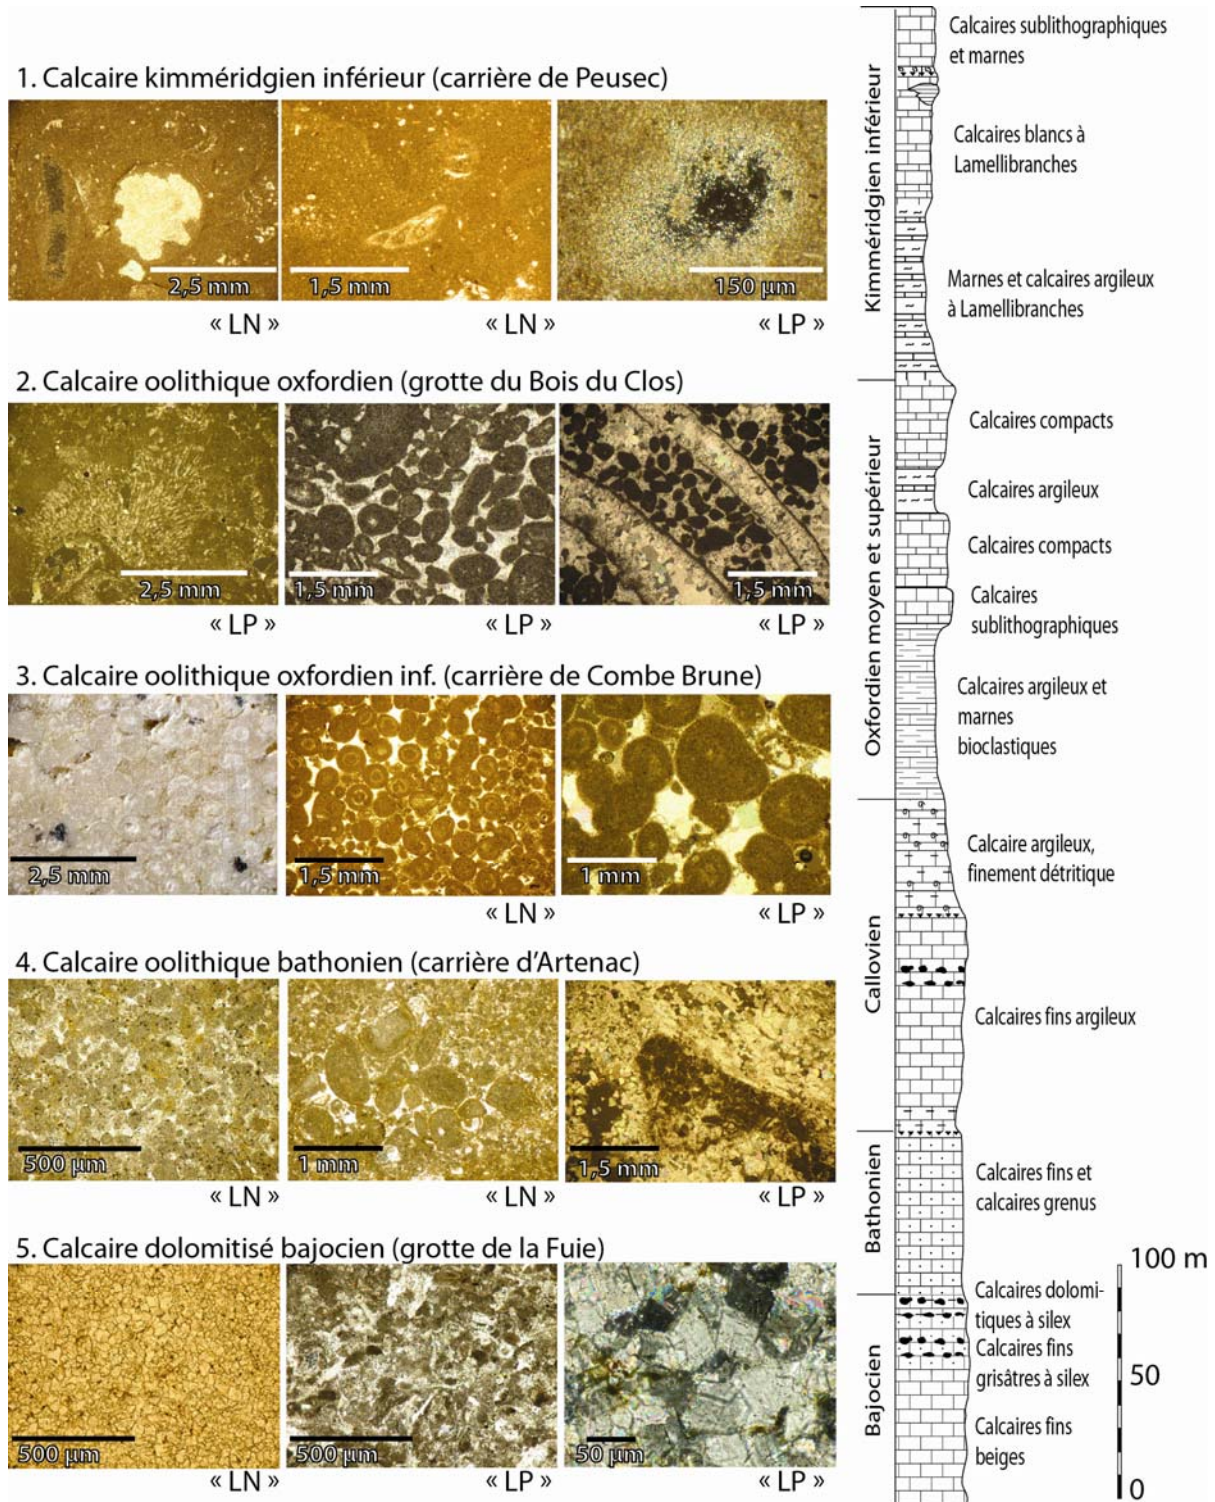 1. Calcaire kimméridgien inférieur (carrière de Peusec)
2,5 mm
1,5 mm
150 µm
« LN »
« LN »
« LP »
2. Calcaire oolithique oxfordien (grotte du Bois du Clos)
2,5 mm
1,5 mm
1,5 mm
« LP »
« LP »
« LP »
3. Calcaire oolithique oxfordien inf. (carrière de Combe Brune)
2,5 mm
1,5 mm
1 mm
« LN »
« LP »
4. Calcaire oolithique bathonien (carrière d'Artenac)
500 µm
1 mm
1,5 mm
« LN »
« LN »
« LP »
5. Calcaire dolomitisé bajocien (grotte de la Fuie)
500 µm
500 µm
50 µm
« LN »
« LP »
« LP »
Kimméridgien inférieur
Calcaires sublithographiques
et marnes
Calcaires blancs à
Lamellibranches
Marnes et calcaires argileux
à Lamellibranches
Oxfordien moyen et supérieur
Calcaires compacts
Calcaires argileux
Calcaires compacts
Calcaires
sublithographiques
Calcaires argileux et
marnes
bioclastiques
Callovien
Calcaire argileux,
finement détritique
Calcaires fins argileux
Bathonien
Calcaires fins et
calcaires grenus
Bajocien
Calcaires dolomi-
tiques à silex
Calcaires fins
grisâtres à silex
Calcaires fins
beiges
100 m
50
0